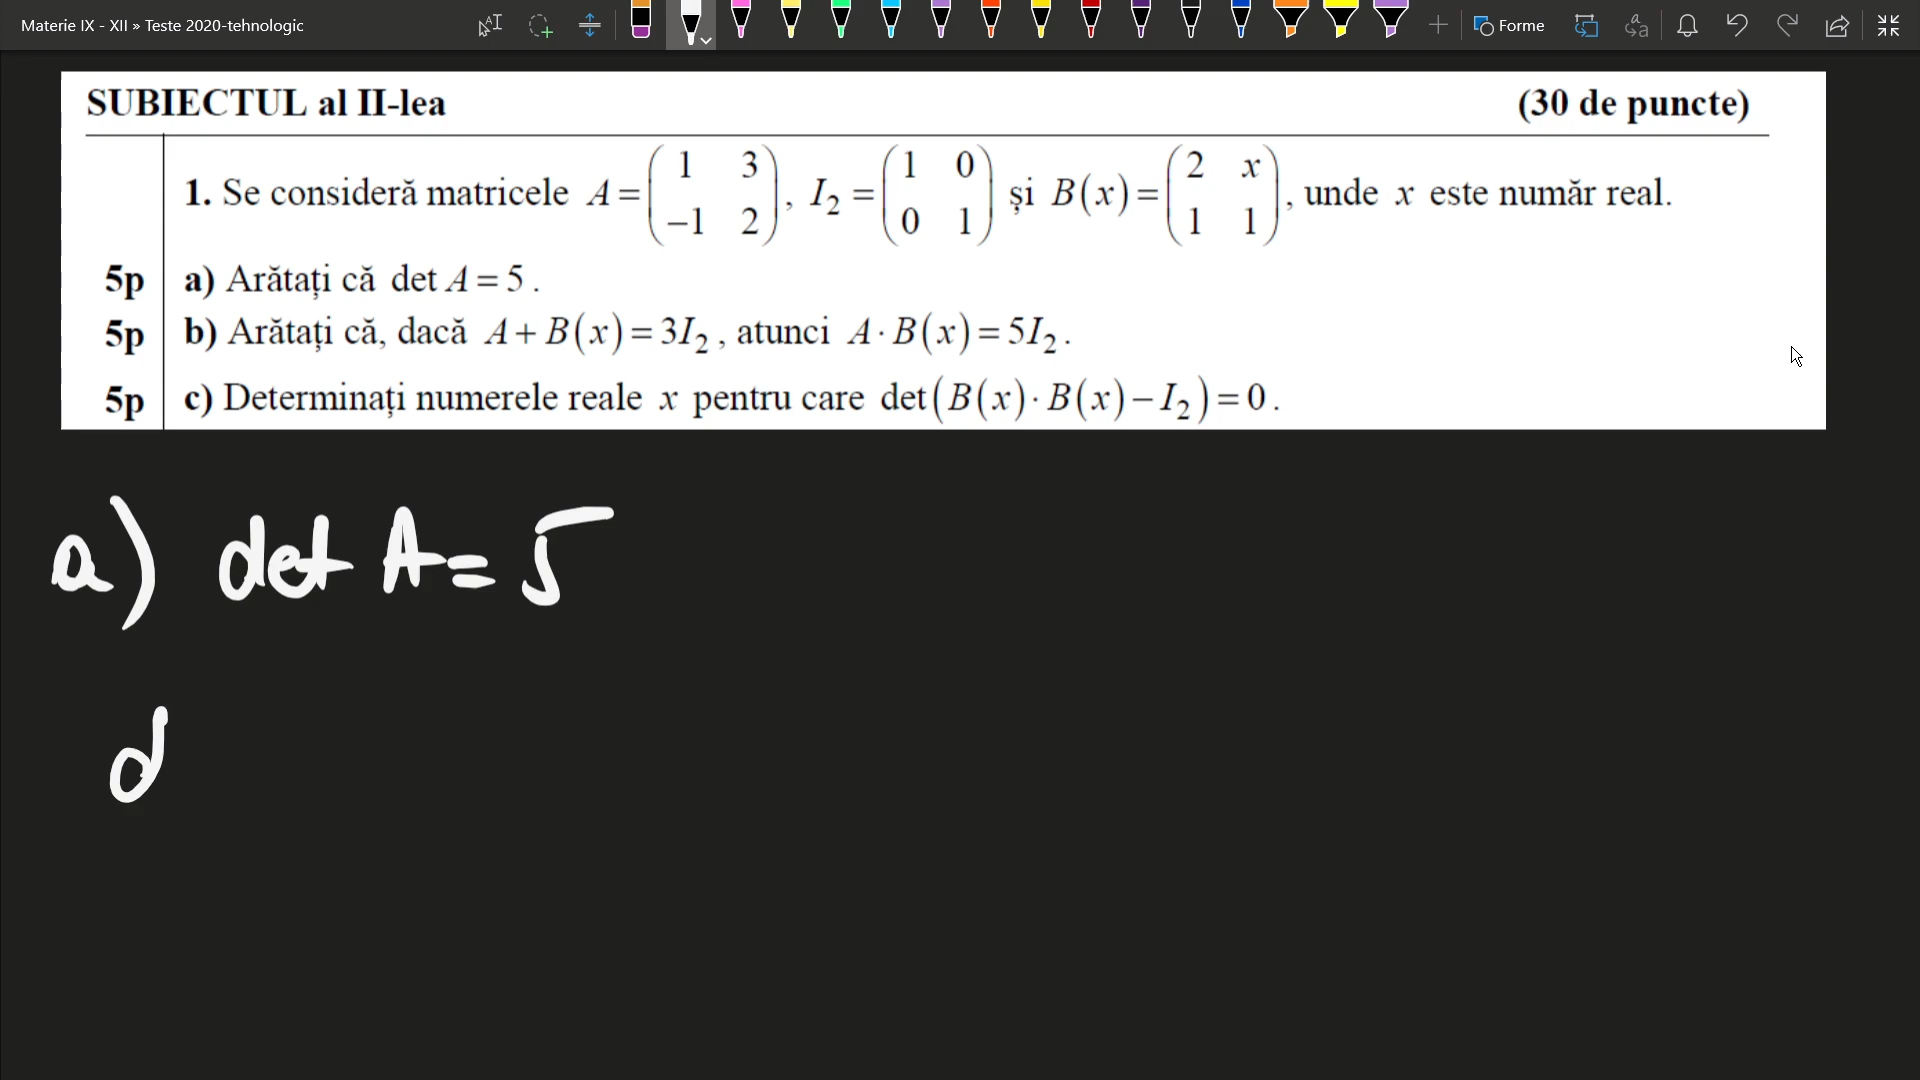 Materie IX - XII » Teste 2020-tehnologic
Forme
SUBIECTUL al II-lea (30 de puncte)
1. Se consideră matricele A = (1 3 / −1 2), I₂ = (1 0 / 0 1) și B(x) = (2 x / 1 1), unde x este număr real.
5p a) Arătați că det A = 5.
5p b) Arătați că, dacă A + B(x) = 3I₂, atunci A · B(x) = 5I₂.
5p c) Determinați numerele reale x pentru care det(B(x) · B(x) − I₂) = 0.
a) det A = 5
d